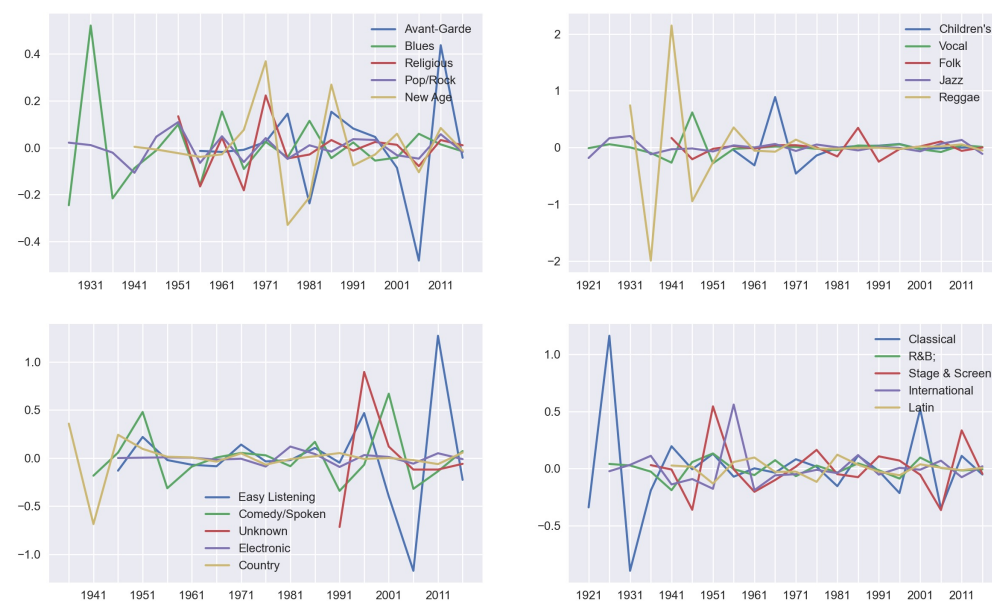 0.4
0.2
0.0
−0.2
−0.4
1931 1941 1951 1961 1971 1981 1991 2001 2011
Avant-Garde
Blues
Religious
Pop/Rock
New Age
2
1
0
−1
−2
1921 1931 1941 1951 1961 1971 1981 1991 2001 2011
Children's
Vocal
Folk
Jazz
Reggae
1.0
0.5
0.0
−0.5
−1.0
1941 1951 1961 1971 1981 1991 2001 2011
Easy Listening
Comedy/Spoken
Unknown
Electronic
Country
1.0
0.5
0.0
−0.5
1921 1931 1941 1951 1961 1971 1981 1991 2001 2011
Classical
R&B;
Stage & Screen
International
Latin